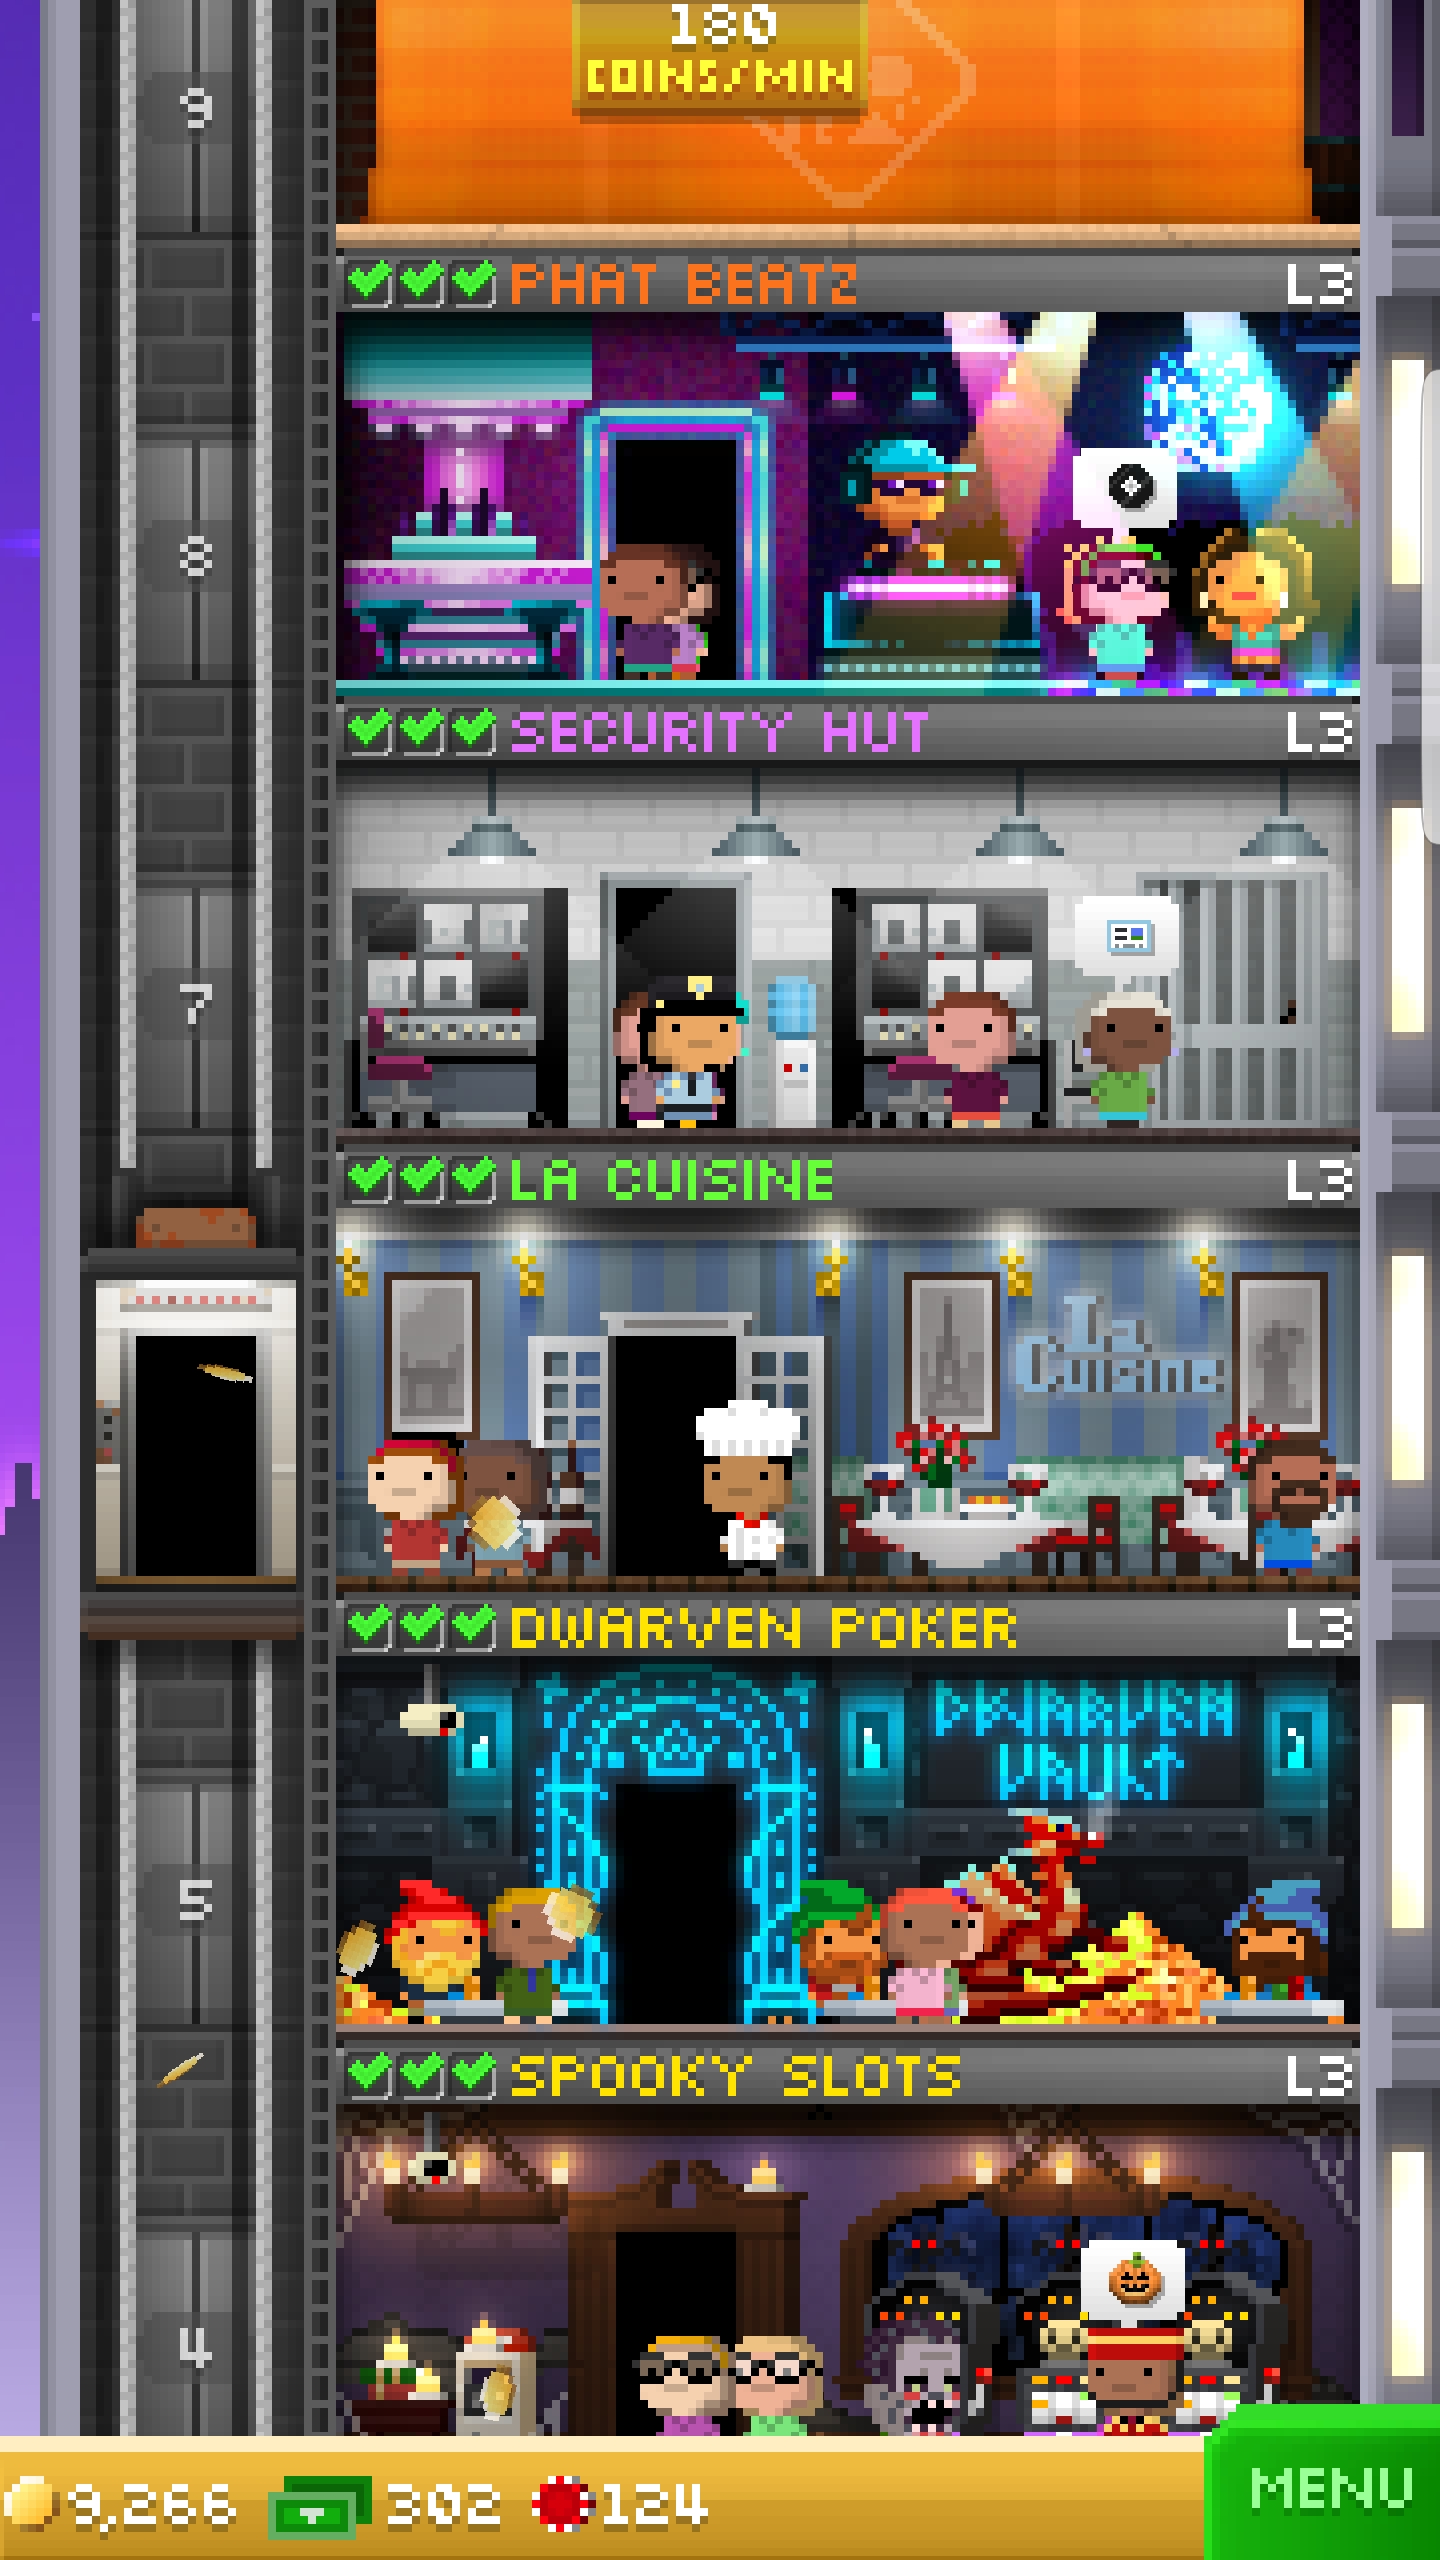 180
COINS/MIN
9
PHAT BEATZ L3
8
SECURITY HUT L3
7
LA CUISINE L3
La
Cuisine
DWARVEN POKER L3
DWARVEN
VAULT
5
SPOOKY SLOTS L3
4
9,266 302 124 MENU